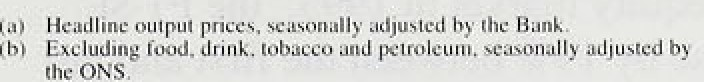 (a) Headline output prices, seasonally adjusted by the Bank.
(b) Excluding food, drink, tobacco and petroleum, seasonally adjusted by
the ONS.